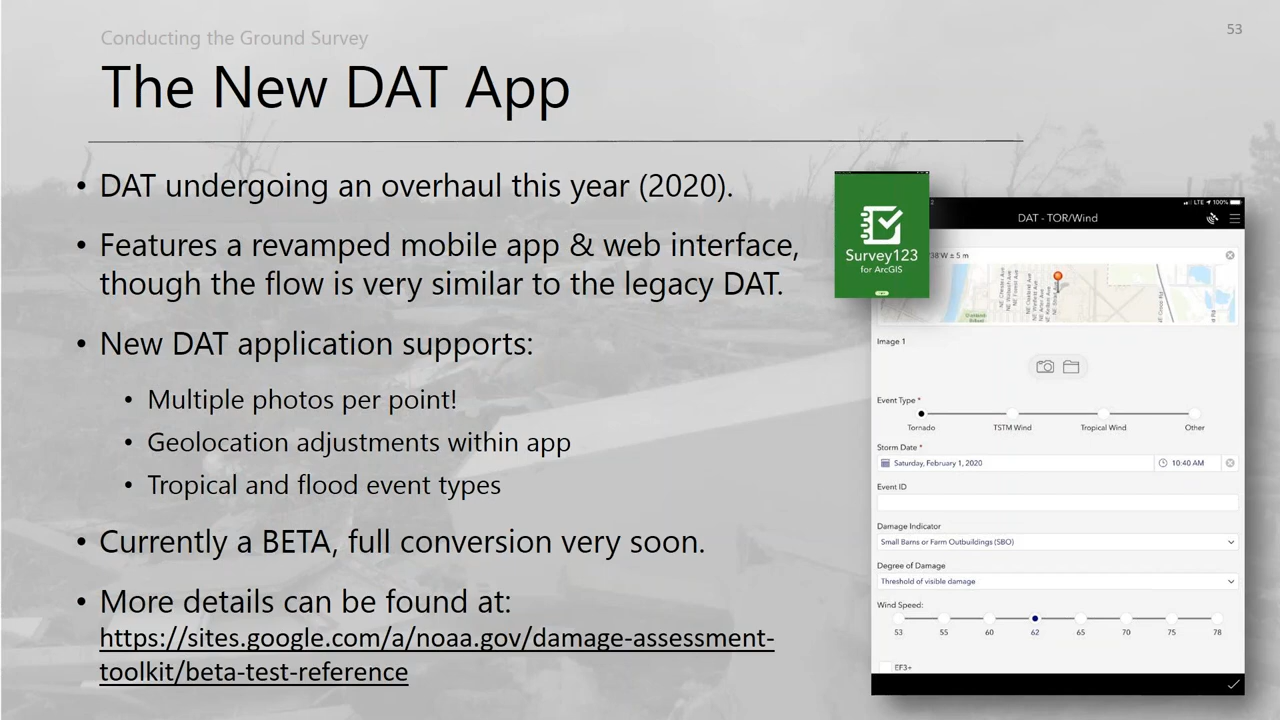 Conducting the Ground Survey
53
The New DAT App
• DAT undergoing an overhaul this year (2020).
• Features a revamped mobile app & web interface,
though the flow is very similar to the legacy DAT.
• New DAT application supports:
• Multiple photos per point!
• Geolocation adjustments within app
• Tropical and flood event types
• Currently a BETA, full conversion very soon.
• More details can be found at:
https://sites.google.com/a/noaa.gov/damage-assessment-
toolkit/beta-test-reference
Survey123
for ArcGIS
LTE 100%
DAT - TOR/Wind
38'W ± 5 m
Image 1
Event Type *
Tornado TSTM Wind Tropical Wind Other
Storm Date *
Saturday, February 1, 2020 10:40 AM
Event ID
Damage Indicator
Small Barns or Farm Outbuildings (SBO)
Degree of Damage
Threshold of visible damage
Wind Speed:
53 55 60 62 65 70 75 78
EF3+